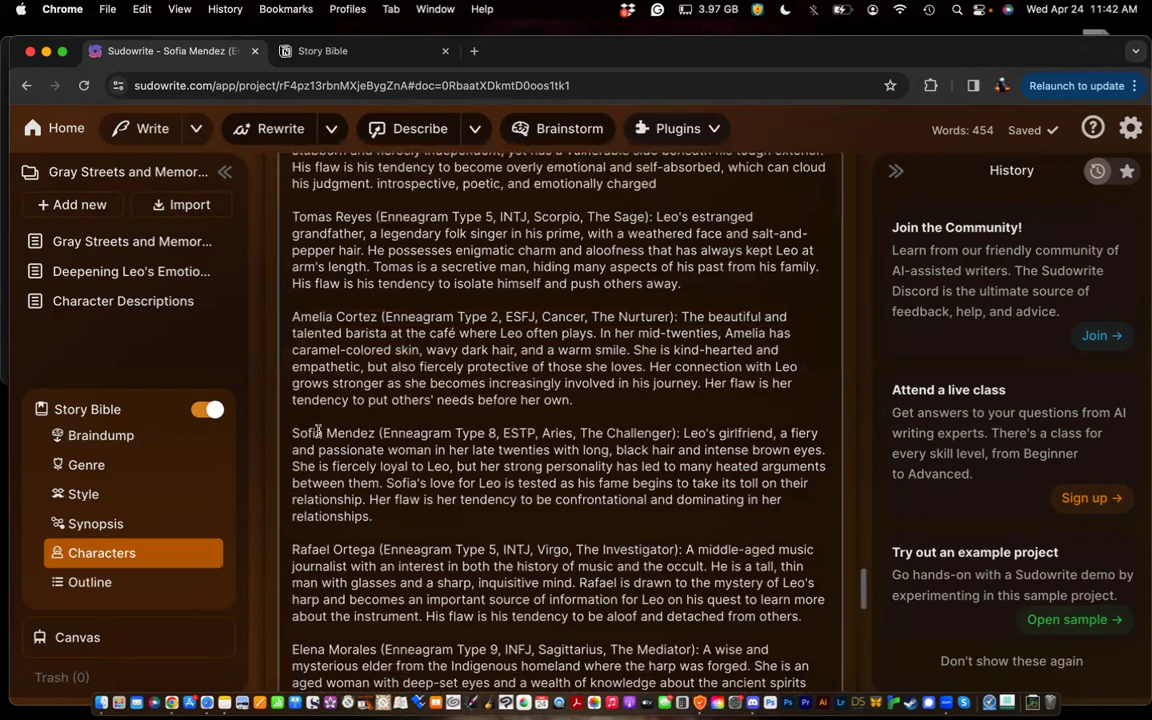 Chrome File Edit View History Bookmarks Profiles Tab Window Help 3.97 GB Wed Apr 24 11:42 AM
Sudowrite - Sofia Mendez (E
Story Bible
sudowrite.com/app/project/rF4pz13rbnMXjeBygZnA#doc=0RbaatXDkmtD0oos1tk1
Relaunch to update
Home
Write
Rewrite
Describe
Brainstorm
Plugins
Words: 454
Saved
Gray Streets and Memor...
+ Add new
Import
Gray Streets and Memor...
Deepening Leo's Emotio...
Character Descriptions
Story Bible
Braindump
Genre
Style
Synopsis
Characters
Outline
Canvas
Trash (0)
stubborn and fiercely independent, yet has a vulnerable side beneath his tough exterior.
His flaw is his tendency to become overly emotional and self-absorbed, which can cloud
his judgment. introspective, poetic, and emotionally charged
Tomas Reyes (Enneagram Type 5, INTJ, Scorpio, The Sage): Leo's estranged
grandfather, a legendary folk singer in his prime, with a weathered face and salt-and-
pepper hair. He possesses enigmatic charm and aloofness that has always kept Leo at
arm's length. Tomas is a secretive man, hiding many aspects of his past from his family.
His flaw is his tendency to isolate himself and push others away.
Amelia Cortez (Enneagram Type 2, ESFJ, Cancer, The Nurturer): The beautiful and
talented barista at the café where Leo often plays. In her mid-twenties, Amelia has
caramel-colored skin, wavy dark hair, and a warm smile. She is kind-hearted and
empathetic, but also fiercely protective of those she loves. Her connection with Leo
grows stronger as she becomes increasingly involved in his journey. Her flaw is her
tendency to put others' needs before her own.
Sofia Mendez (Enneagram Type 8, ESTP, Aries, The Challenger): Leo's girlfriend, a fiery
and passionate woman in her late twenties with long, black hair and intense brown eyes.
She is fiercely loyal to Leo, but her strong personality has led to many heated arguments
between them. Sofia's love for Leo is tested as his fame begins to take its toll on their
relationship. Her flaw is her tendency to be confrontational and dominating in her
relationships.
Rafael Ortega (Enneagram Type 5, INTJ, Virgo, The Investigator): A middle-aged music
journalist with an interest in both the history of music and the occult. He is a tall, thin
man with glasses and a sharp, inquisitive mind. Rafael is drawn to the mystery of Leo's
harp and becomes an important source of information for Leo on his quest to learn more
about the instrument. His flaw is his tendency to be aloof and detached from others.
Elena Morales (Enneagram Type 9, INFJ, Sagittarius, The Mediator): A wise and
mysterious elder from the Indigenous homeland where the harp was forged. She is an
aged woman with deep-set eyes and a wealth of knowledge about the ancient spirits
History
Join the Community!
Learn from our friendly community of
AI-assisted writers. The Sudowrite
Discord is the ultimate source of
feedback, help, and advice.
Join →
Attend a live class
Get answers to your questions from AI
writing experts. There's a class for
every skill level, from Beginner
to Advanced.
Sign up →
Try out an example project
Go hands-on with a Sudowrite demo by
experimenting in this sample project.
Open sample →
Don't show these again